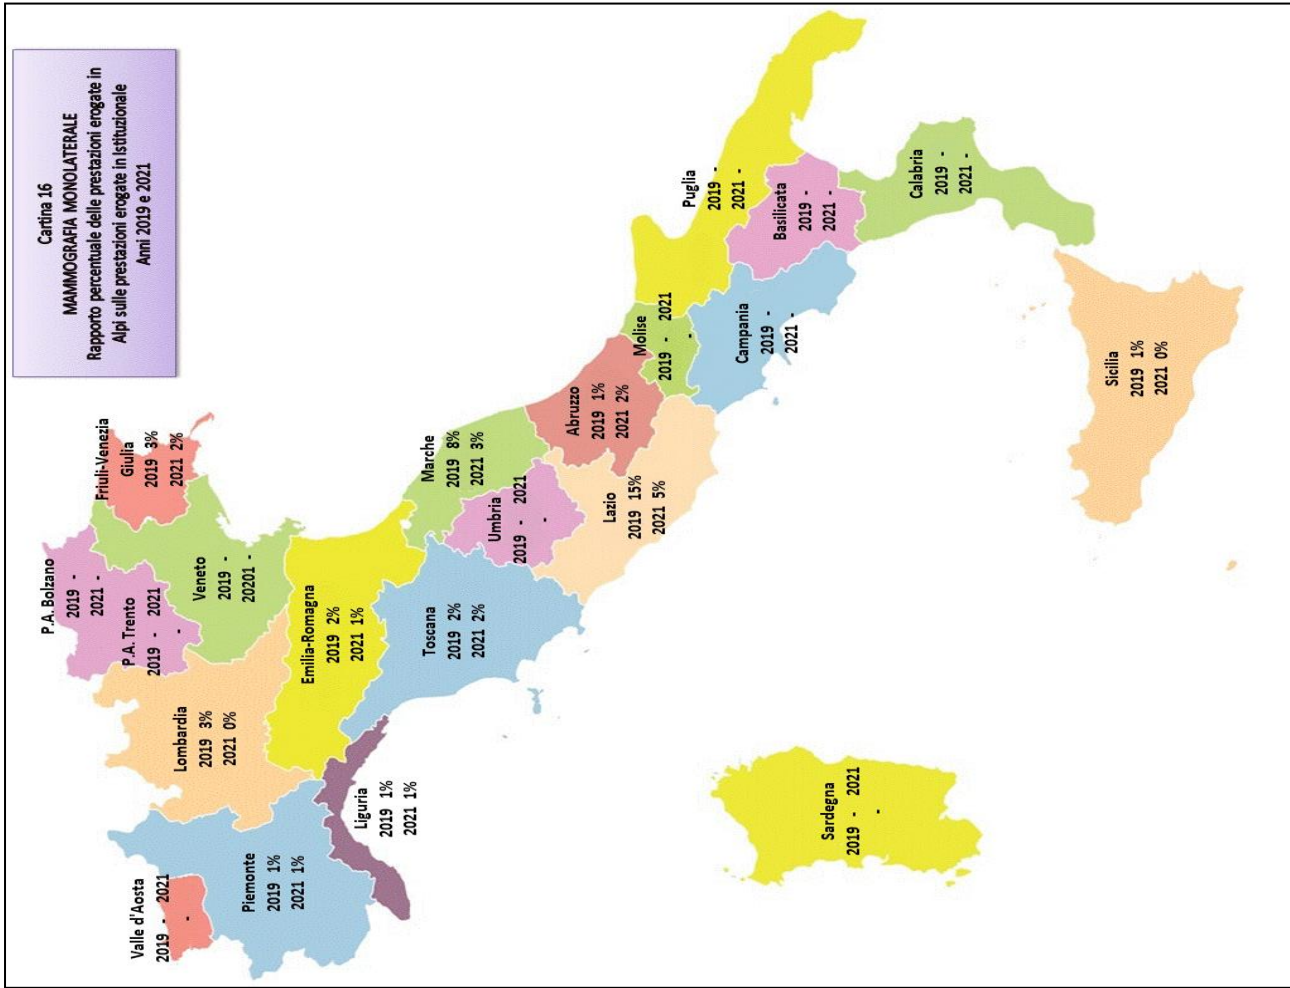 Cartina 16
MAMMOGRAFIA MONOLATERALE
Rapporto percentuale delle prestazioni erogate in
Alpi sulle prestazioni erogate in Istituzionale
Anni 2019 e 2021
Valle d'Aosta
2019 - 2021
-
Piemonte
2019 1%
2021 1%
Liguria
2019 1%
2021 1%
Lombardia
2019 3%
2021 0%
P.A. Bolzano
2019 -
2021 -
P.A. Trento
2019 - 2021
-
Veneto
2019 -
20201 -
Friuli-Venezia
Giulia
2019 3%
2021 2%
Emilia-Romagna
2019 2%
2021 1%
Toscana
2019 2%
2021 2%
Umbria
2019 - 2021
-
Marche
2019 8%
2021 3%
Lazio
2019 15%
2021 5%
Abruzzo
2019 1%
2021 2%
Molise
2019 - 2021
-
Campania
2019 -
2021 -
Puglia
2019 -
2021 -
Basilicata
2019 -
2021 -
Calabria
2019 -
2021 -
Sicilia
2019 1%
2021 0%
Sardegna
2019 - 2021
-